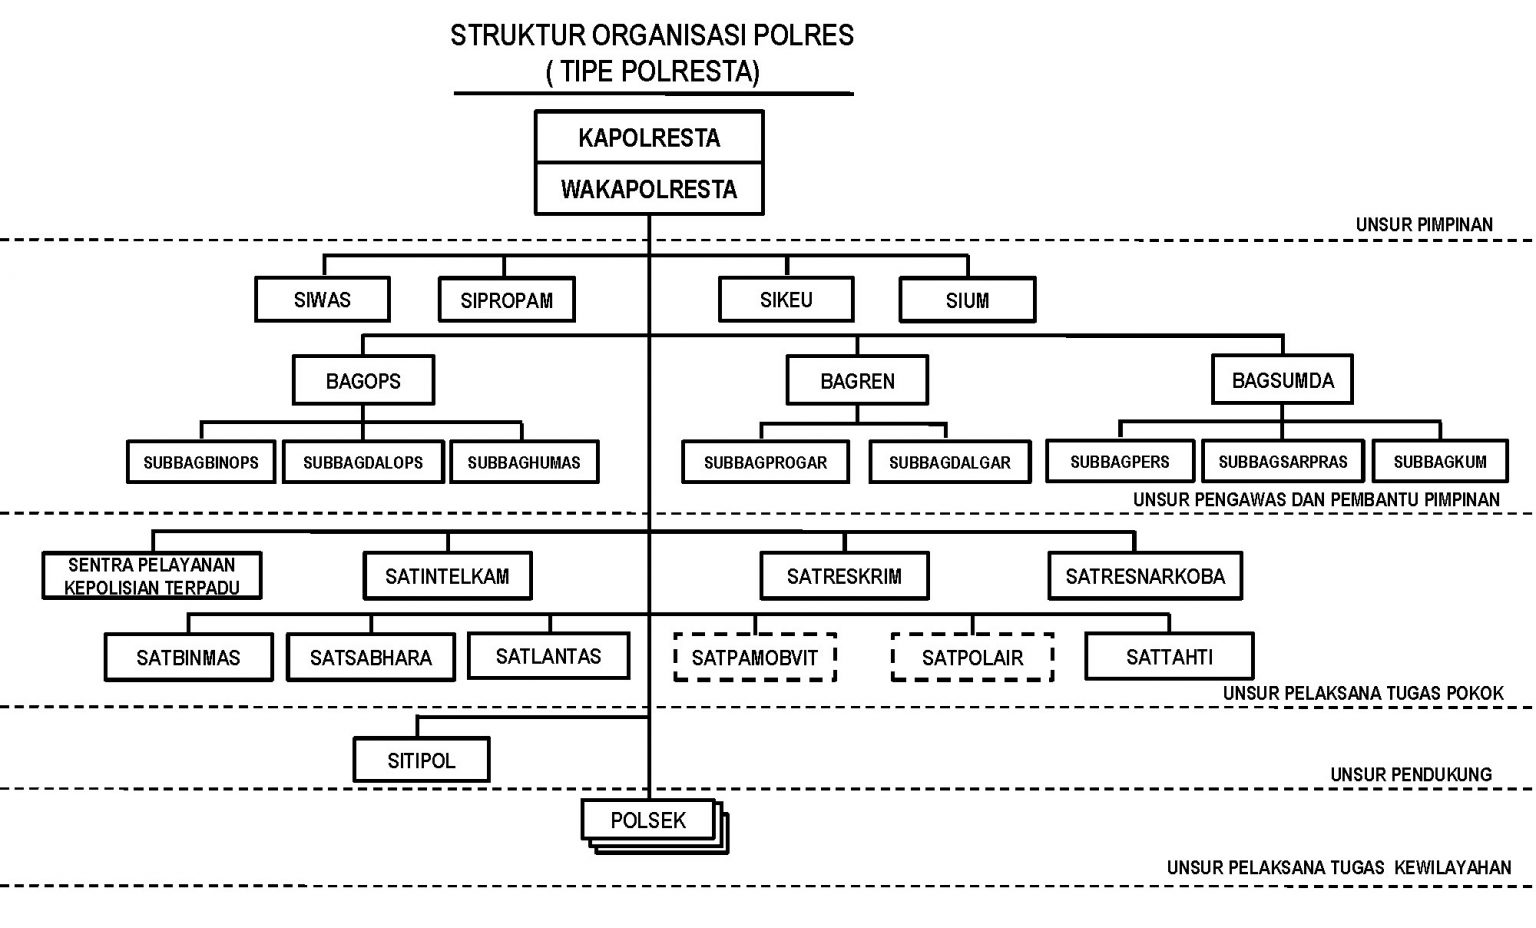 STRUKTUR ORGANISASI POLRES
( TIPE POLRESTA)
KAPOLRESTA
WAKAPOLRESTA
UNSUR PIMPINAN
SIWAS
SIPROPAM
SIKEU
SIUM
BAGOPS
BAGREN
BAGSUMDA
SUBBAGBINOPS
SUBBAGDALOPS
SUBBAGHUMAS
SUBBAGPROGAR
SUBBAGDALGAR
SUBBAGPERS
SUBBAGSARPRAS
SUBBAGKUM
UNSUR PENGAWAS DAN PEMBANTU PIMPINAN
SENTRA PELAYANAN
KEPOLISIAN TERPADU
SATINTELKAM
SATRESKRIM
SATRESNARKOBA
SATBINMAS
SATSABHARA
SATLANTAS
SATPAMOBVIT
SATPOLAIR
SATTAHTI
UNSUR PELAKSANA TUGAS POKOK
SITIPOL
UNSUR PENDUKUNG
POLSEK
UNSUR PELAKSANA TUGAS KEWILAYAHAN